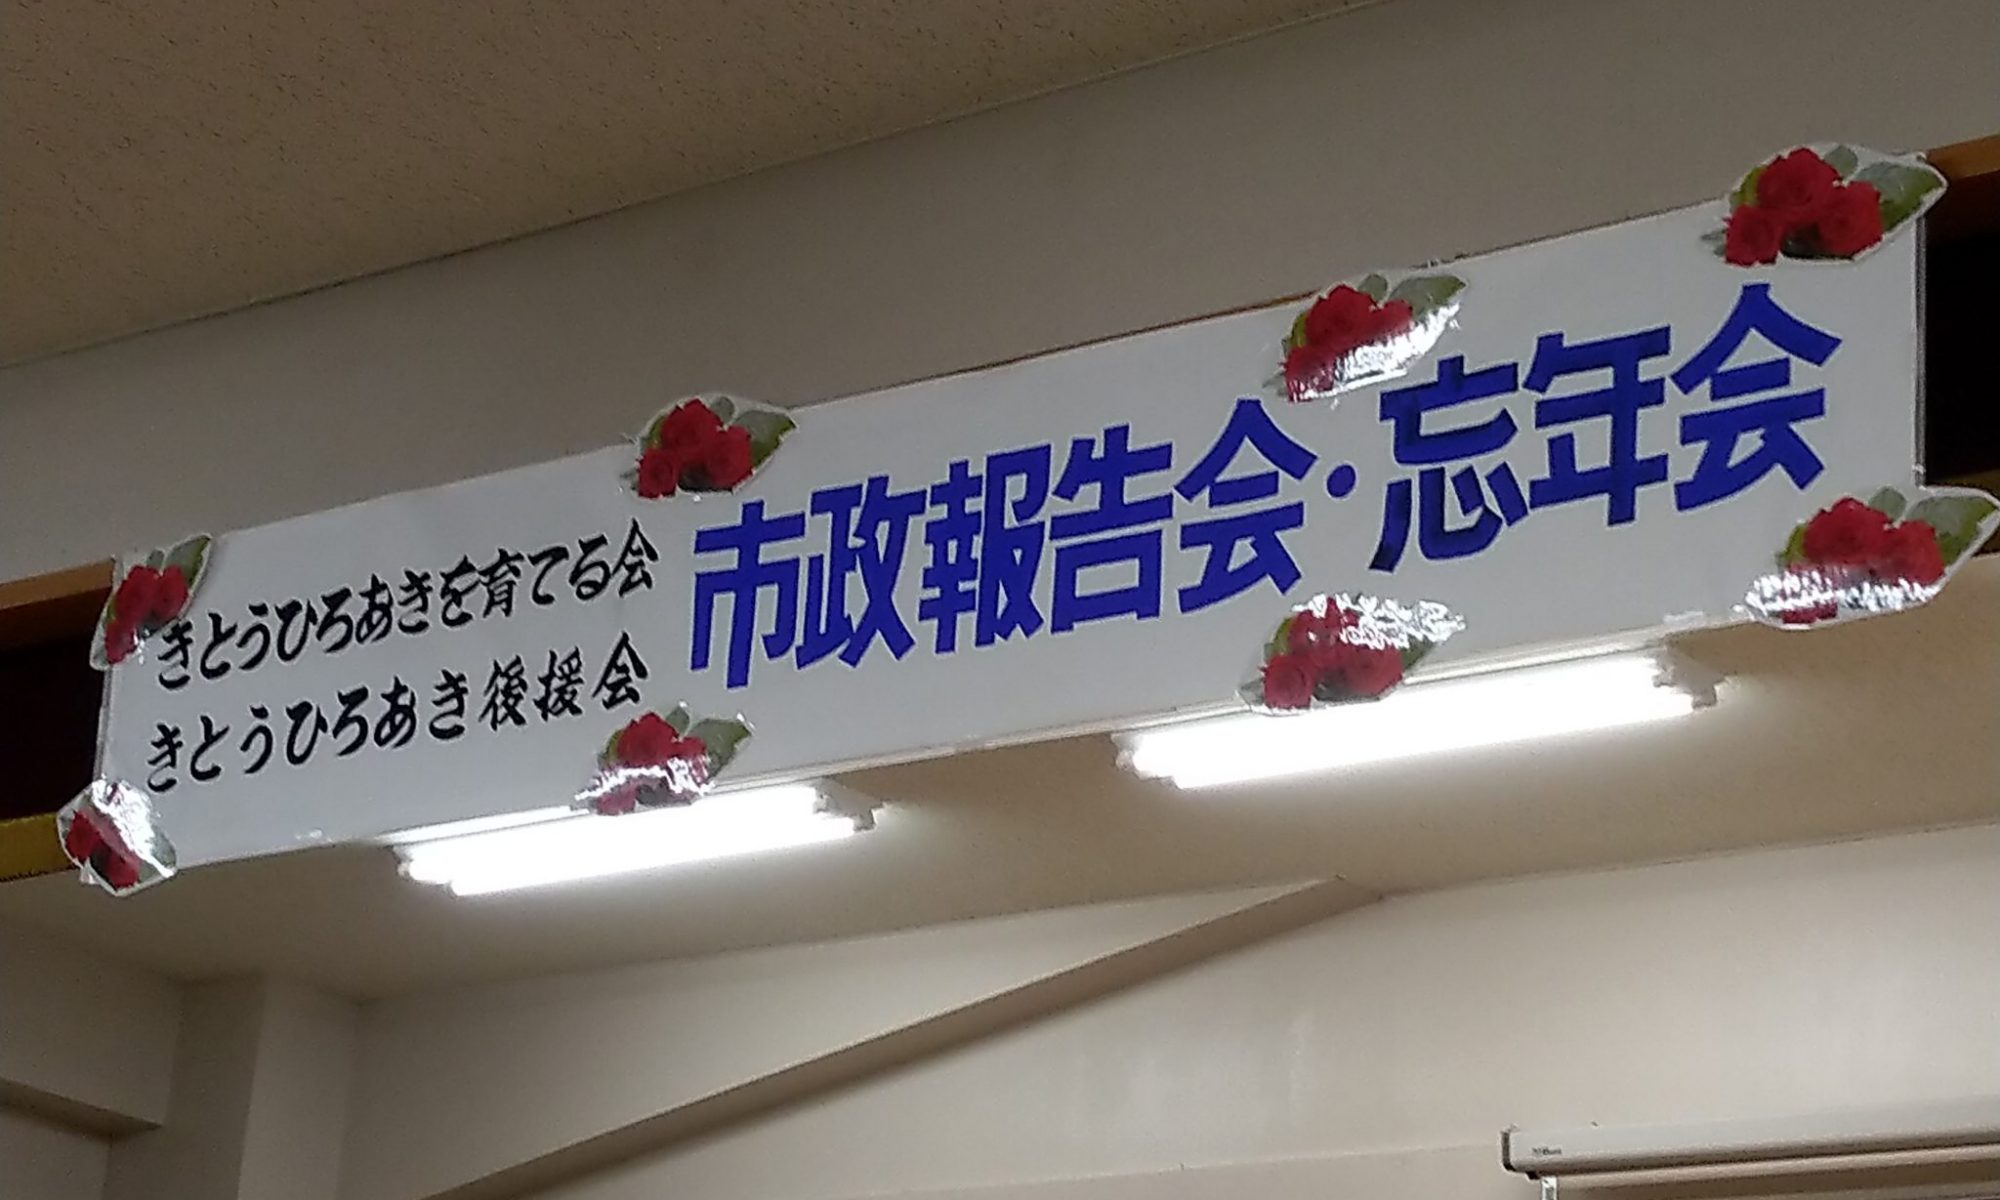 きとうひろあきを育てる会
きとうひろあき後援会
市政報告会・忘年会